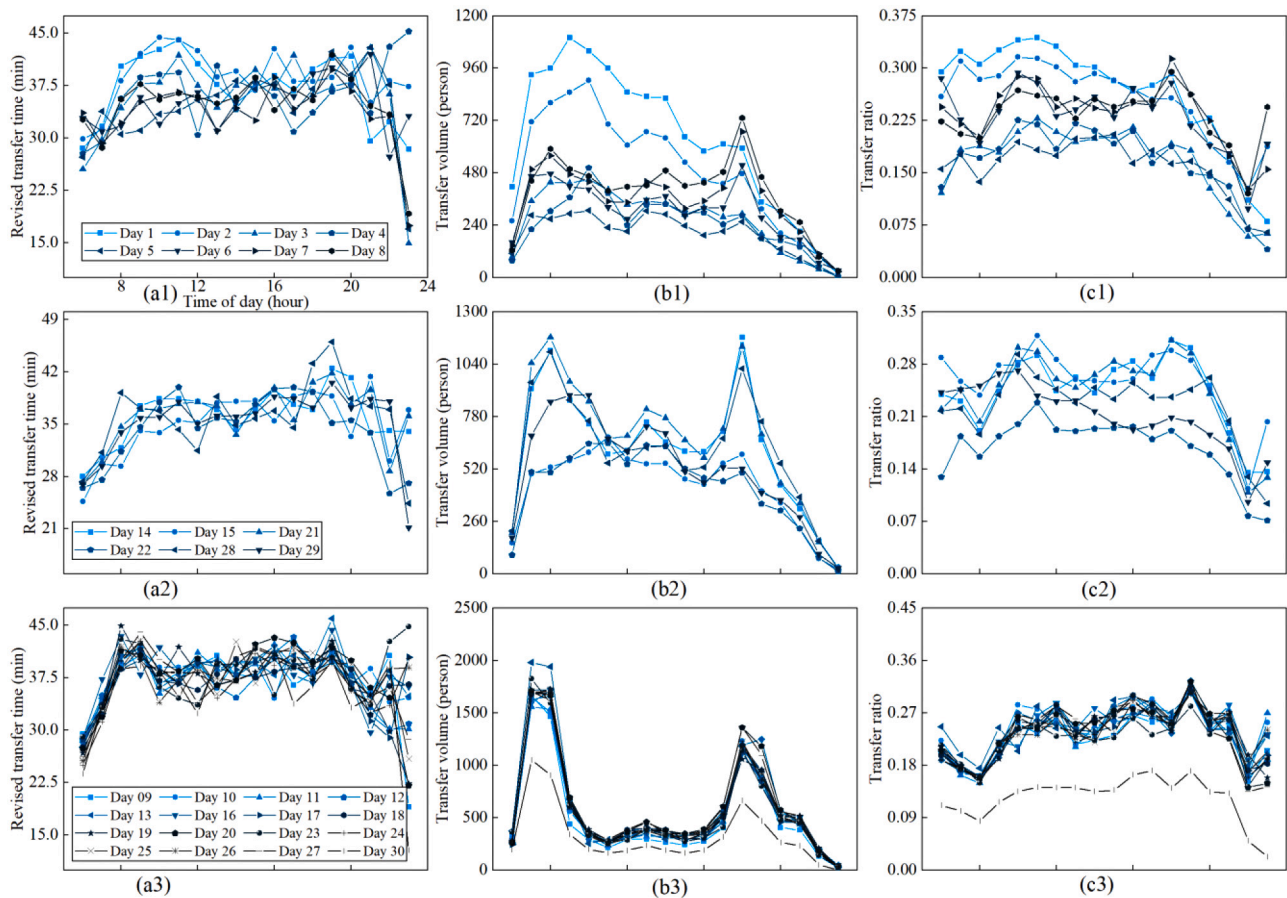 Revised transfer time (min)
45.0
37.5
30.0
22.5
15.0
Day 1 Day 2 Day 3 Day 4
Day 5 Day 6 Day 7 Day 8
8 12 16 20 24
Time of day (hour)
(a1)
Transfer volume (person)
1200
960
720
480
240
0
(b1)
Transfer ratio
0.375
0.300
0.225
0.150
0.075
0.000
(c1)
Revised transfer time (min)
49
42
35
28
21
Day 14 Day 15 Day 21
Day 22 Day 28 Day 29
(a2)
Transfer volume (person)
1300
1040
780
520
260
0
(b2)
Transfer ratio
0.35
0.28
0.21
0.14
0.07
0.00
(c2)
Revised transfer time (min)
45.0
37.5
30.0
22.5
15.0
Day 09 Day 10 Day 11 Day 12
Day 13 Day 16 Day 17 Day 18
Day 19 Day 20 Day 23 Day 24
Day 25 Day 26 Day 27 Day 30
(a3)
Transfer volume (person)
2500
2000
1500
1000
500
0
(b3)
Transfer ratio
0.45
0.36
0.27
0.18
0.09
0.00
(c3)